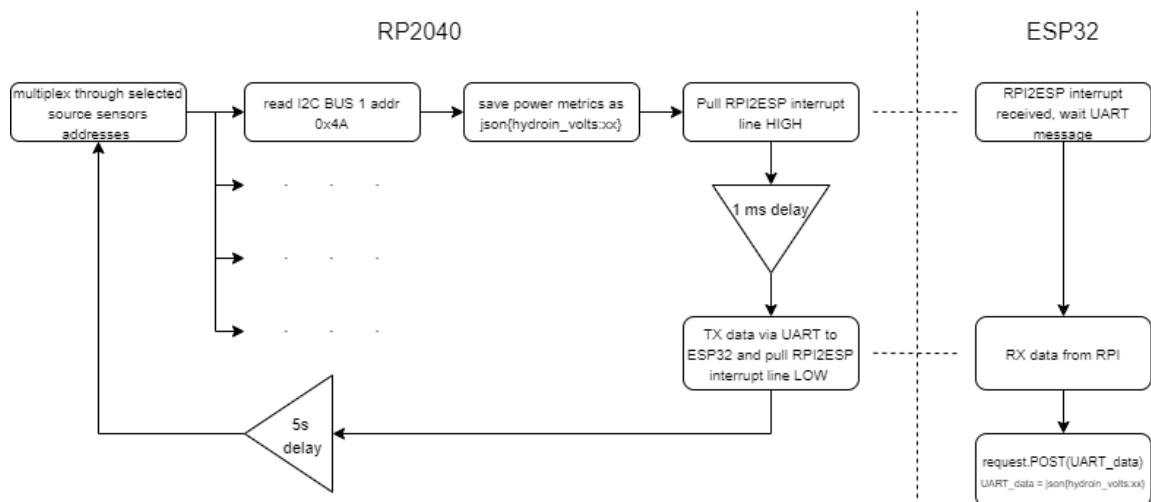 RP2040
ESP32
multiplex through selected
source sensors
addresses
read I2C BUS 1 addr
0x4A
save power metrics as
json{hydroin_volts:xx}
Pull RPI2ESP interrupt
line HIGH
RPI2ESP interrupt
received, wait UART
message
. . .
1 ms delay
. . .
. . .
TX data via UART to
ESP32 and pull RPI2ESP
interrupt line LOW
RX data from RPI
5s
delay
request.POST(UART_data)
UART_data = json{hydroin_volts:xx}